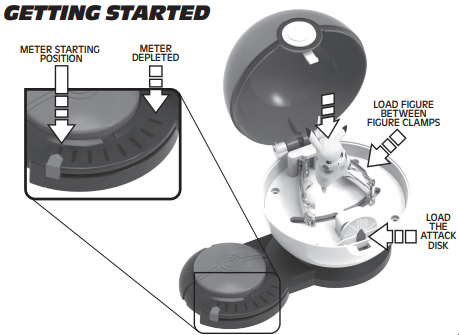 GETTING STARTED
METER STARTING
POSITION
METER
DEPLETED
LOAD FIGURE
BETWEEN
FIGURE CLAMPS
LOAD
THE
ATTACK
DISK